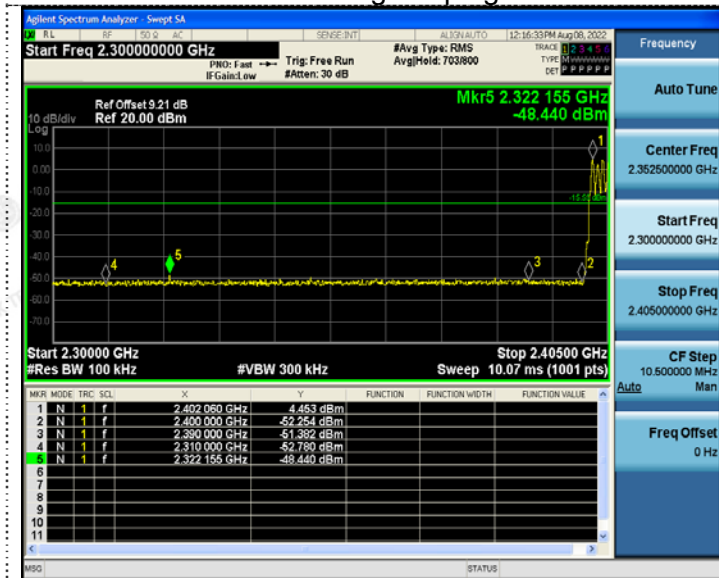 Agilent Spectrum Analyzer - Swept SA
RL RF 50 Ω AC SENSE:INT ALIGN AUTO 12:16:33 PM Aug 08, 2022
Start Freq 2.300000000 GHz #Avg Type: RMS TRACE 1 2 3 4 5 6 Frequency
PNO: Fast Trig: Free Run Avg|Hold: 703/800 TYPE M
IFGain:Low #Atten: 30 dB DET P P P P P P
Auto Tune
Mkr5 2.322 155 GHz
Ref Offset 9.21 dB
10 dB/div Ref 20.00 dBm -48.440 dBm
Log
10.0
0.00
-10.0
-20.0
-30.0
-40.0
-50.0
-60.0
-70.0
1
4
5
3
2
Center Freq
2.352500000 GHz
Start Freq
2.300000000 GHz
Stop Freq
2.405000000 GHz
Start 2.30000 GHz Stop 2.40500 GHz
#Res BW 100 kHz #VBW 300 kHz Sweep 10.07 ms (1001 pts)
CF Step
10.500000 MHz
Auto Man
Freq Offset
0 Hz
MKR MODE TRC SCL X Y FUNCTION FUNCTION WIDTH FUNCTION VALUE
1 N 1 f 2.402 060 GHz 4.453 dBm
2 N 1 f 2.400 000 GHz -52.254 dBm
3 N 1 f 2.390 000 GHz -51.382 dBm
4 N 1 f 2.310 000 GHz -52.780 dBm
5 N 1 f 2.322 155 GHz -48.440 dBm
6
7
8
9
10
11
MSG STATUS